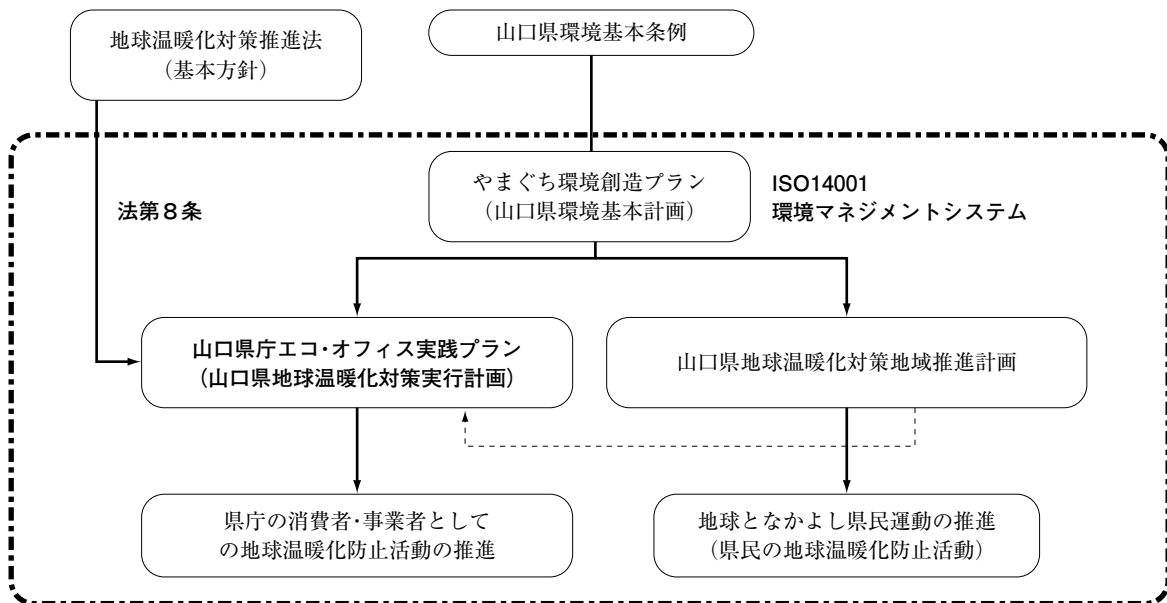 地球温暖化対策推進法
（基本方針）
山口県環境基本条例
やまぐち環境創造プラン
（山口県環境基本計画）
ISO14001
環境マネジメントシステム
法第８条
山口県庁エコ・オフィス実践プラン
（山口県地球温暖化対策実行計画）
山口県地球温暖化対策地域推進計画
県庁の消費者・事業者として
の地球温暖化防止活動の推進
地球となかよし県民運動の推進
（県民の地球温暖化防止活動）